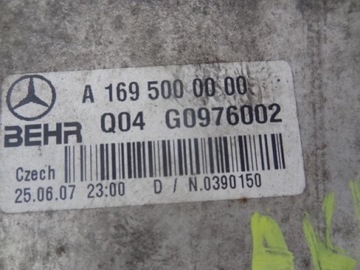 A 169 500 00 00
BEHR Q04 G0976002
Czech
25.06.07 23:00 D / N.0390150